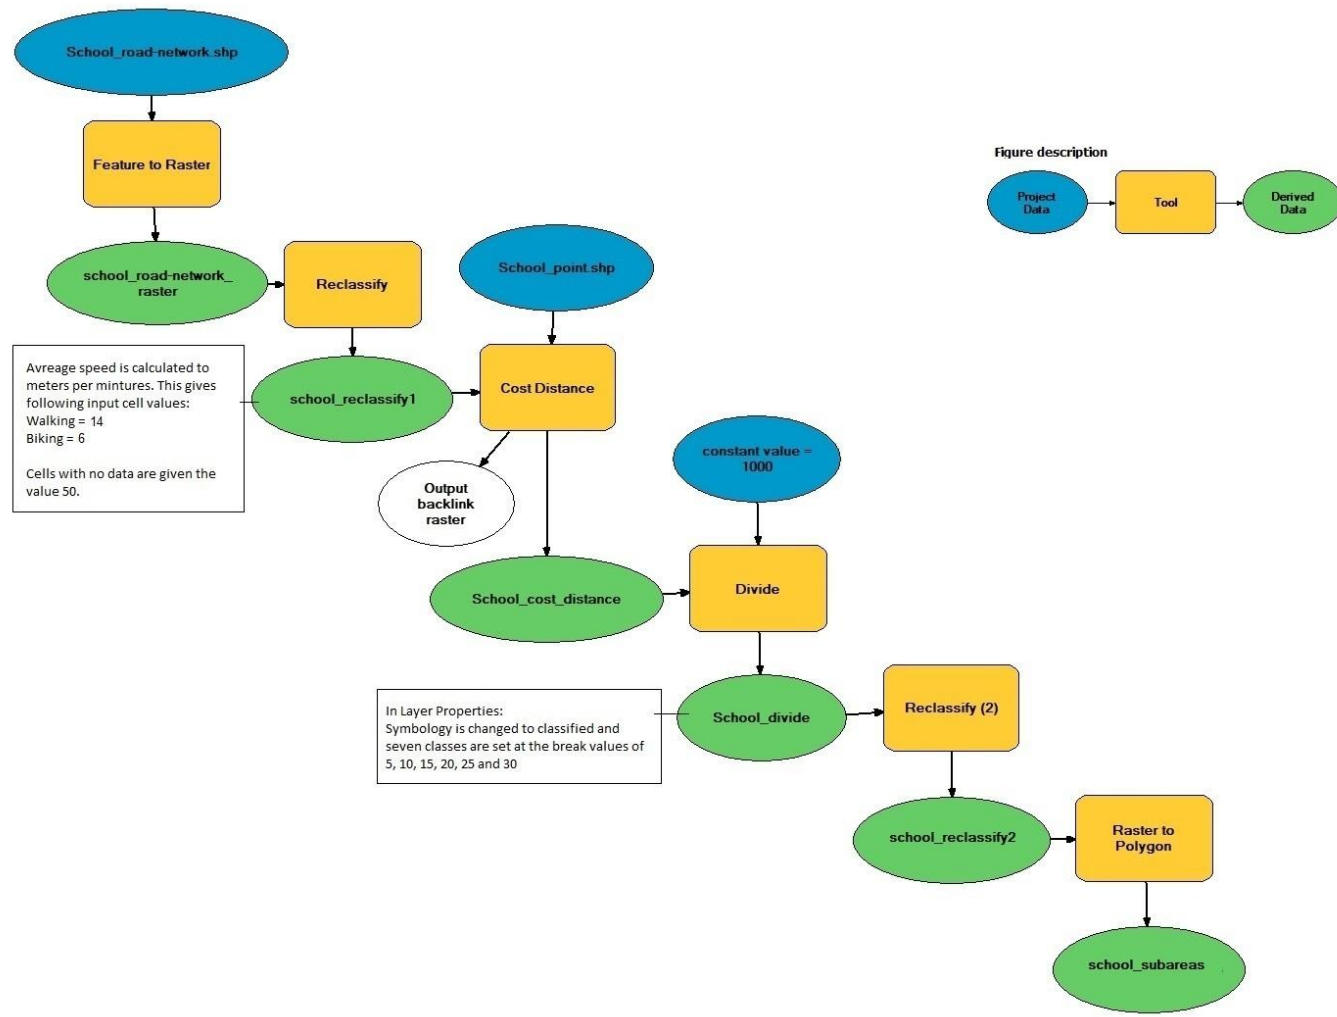 School_road-network.shp
Feature to Raster
Figure description
Project
Data
Tool
Derived
Data
school_road-network_
raster
Reclassify
School_point.shp
Avreage speed is calculated to
meters per mintures. This gives
following input cell values:
Walking = 14
Biking = 6
Cells with no data are given the
value 50.
school_reclassify1
Cost Distance
Output
backlink
raster
constant value =
1000
School_cost_distance
Divide
In Layer Properties:
Symbology is changed to classified and
seven classes are set at the break values of
5, 10, 15, 20, 25 and 30
School_divide
Reclassify (2)
school_reclassify2
Raster to
Polygon
school_subareas